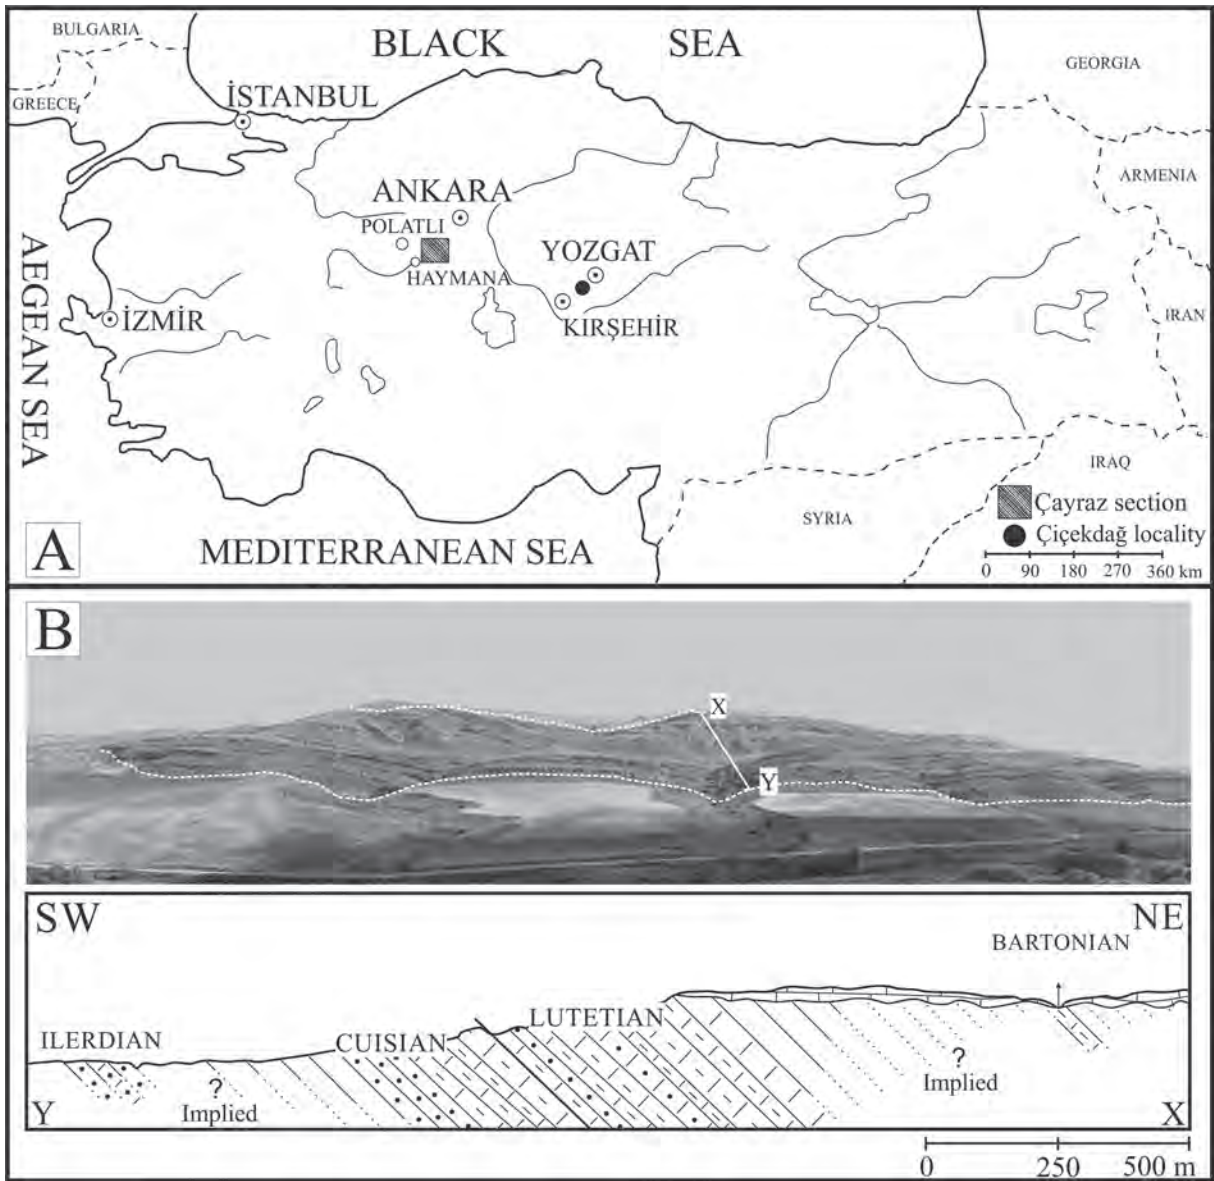 BULGARIA
BLACK SEA
GEORGIA
GREECE
İSTANBUL
ARMENIA
ANKARA
POLATLI
YOZGAT
HAYMANA
AEGEAN SEA
İZMİR
KIRŞEHİR
IRAN
IRAQ
SYRIA
Çayraz section
Çiçekdağ locality
0 90 180 270 360 km
A
MEDITERRANEAN SEA
B
X
Y
SW
NE
BARTONIAN
LUTETIAN
ILERDIAN
CUISIAN
?
Implied
?
Implied
Y
X
0 250 500 m